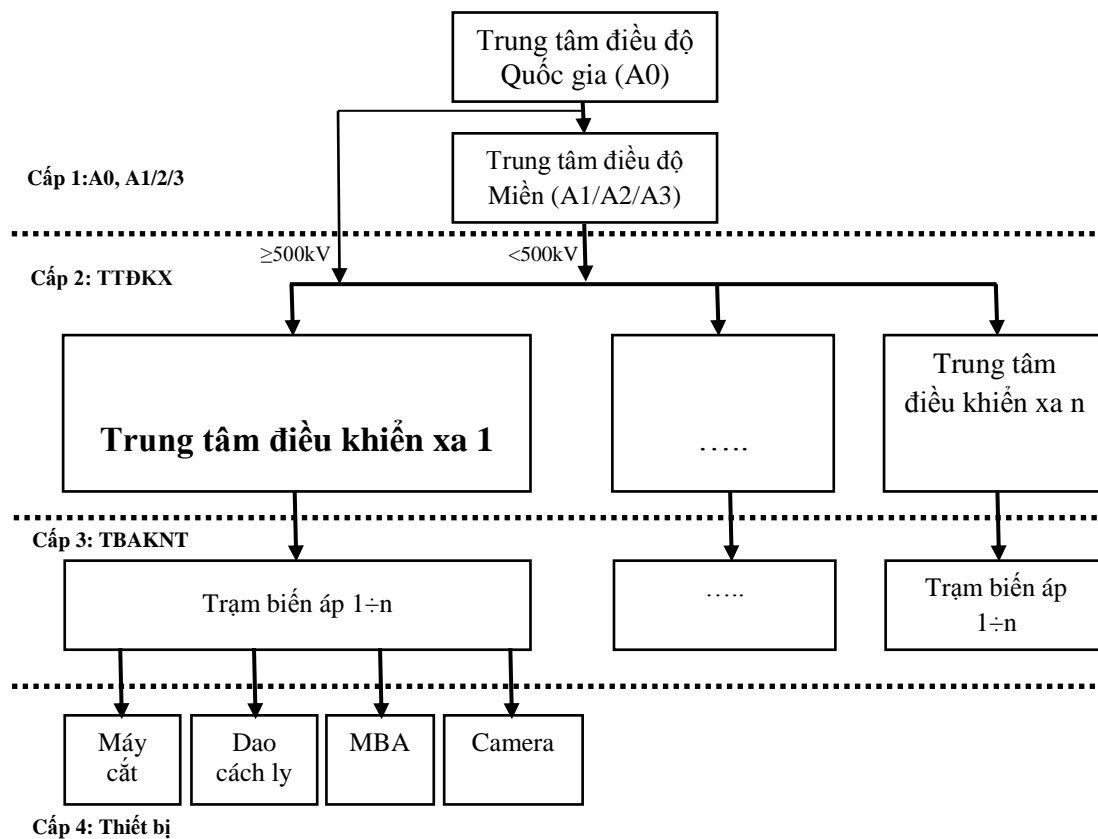 Trung tâm điều độ
Quốc gia (A0)
Trung tâm điều độ
Miền (A1/A2/A3)
Cấp 1:A0, A1/2/3
≥500kV
<500kV
Cấp 2: TTĐKX
Trung tâm điều khiển xa 1
…..
Trung tâm
điều khiển xa n
Cấp 3: TBAKNT
Trạm biến áp 1÷n
…..
Trạm biến áp
1÷n
Máy
cắt
Dao
cách ly
MBA
Camera
Cấp 4: Thiết bị